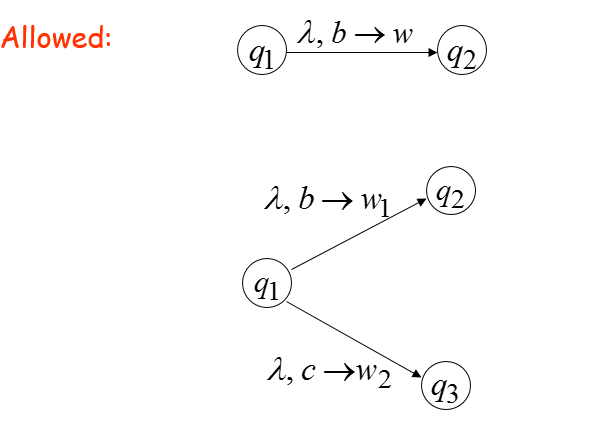 Allowed:
q1 λ, b → w q2
λ, b → w1 q2
q1
λ, c → w2 q3